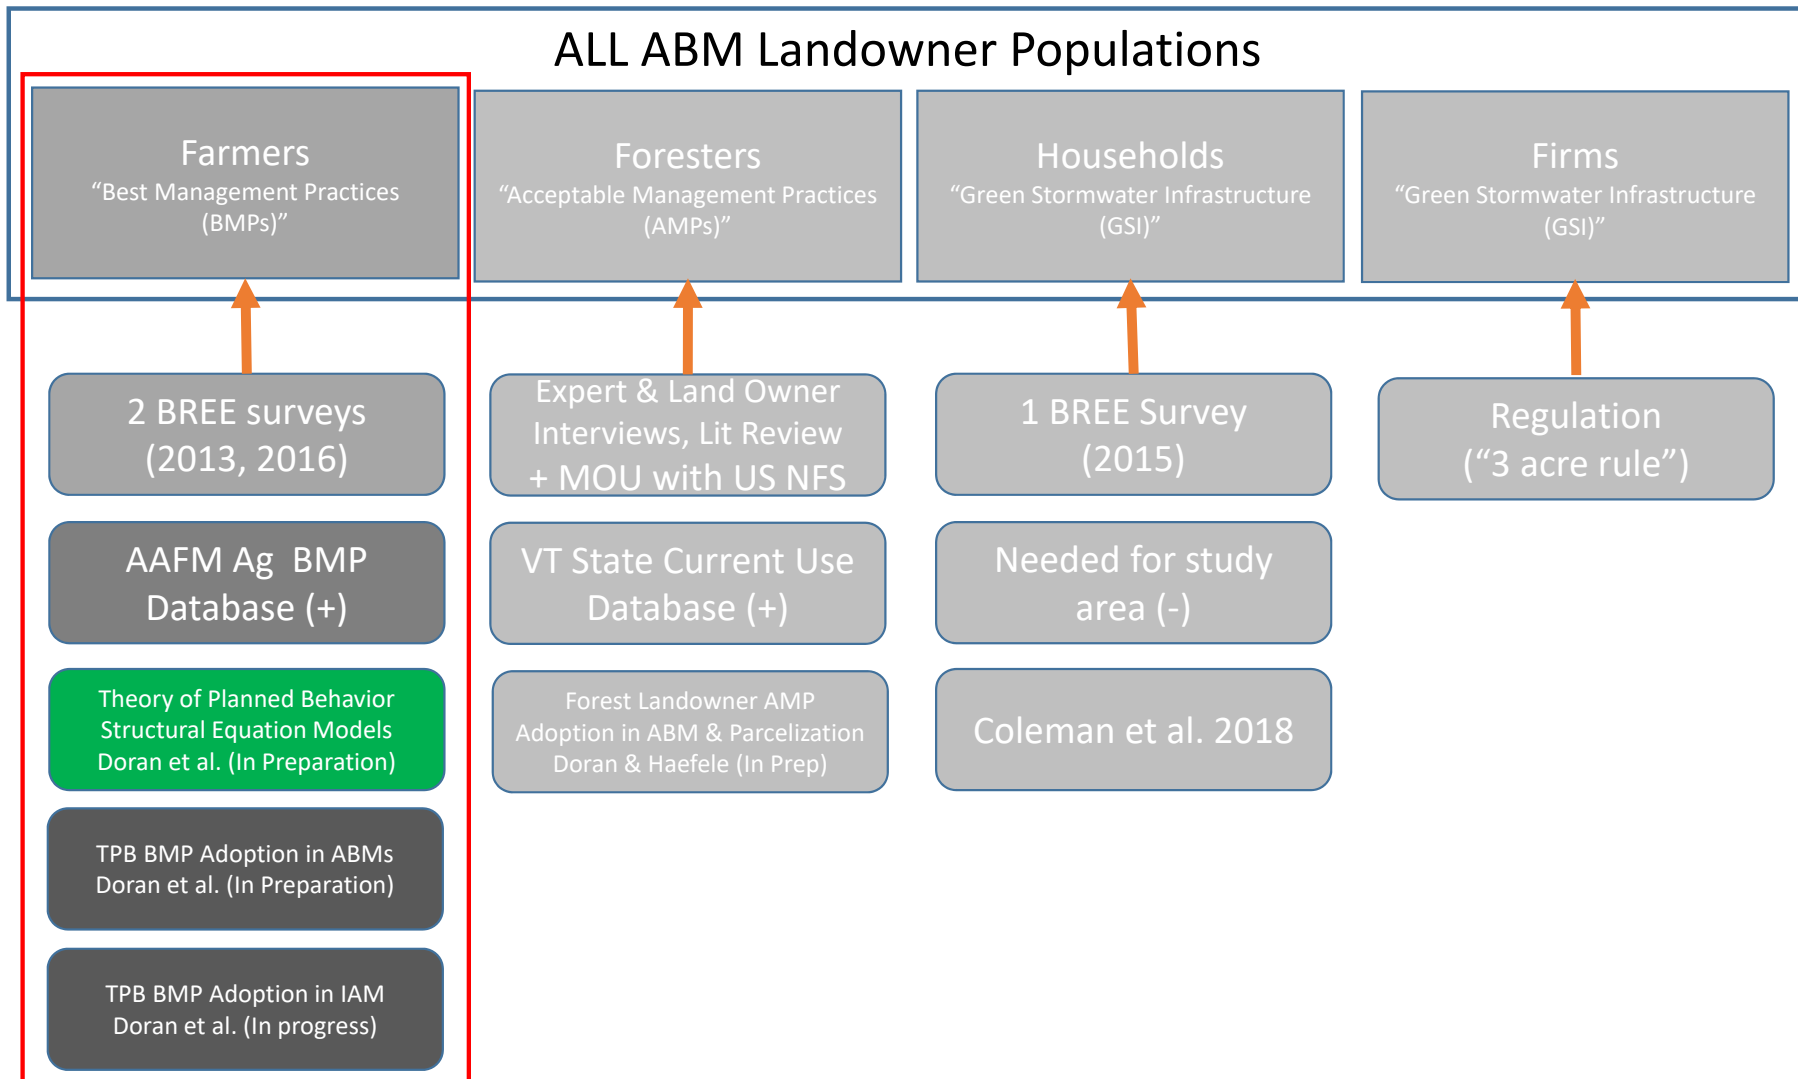 ALL ABM Landowner Populations
Farmers
“Best Management Practices
(BMPs)”
Foresters
“Acceptable Management Practices
(AMPs)”
Households
“Green Stormwater Infrastructure
(GSI)”
Firms
“Green Stormwater Infrastructure
(GSI)”
2 BREE surveys
(2013, 2016)
Expert & Land Owner
Interviews, Lit Review
+ MOU with US NFS
1 BREE Survey
(2015)
Regulation
(“3 acre rule”)
AAFM Ag  BMP
Database (+)
VT State Current Use
Database (+)
Needed for study
area (-)
Theory of Planned Behavior
Structural Equation Models
Doran et al. (In Preparation)
Forest Landowner AMP
Adoption in ABM & Parcelization
Doran & Haefele (In Prep)
Coleman et al. 2018
TPB BMP Adoption in ABMs
Doran et al. (In Preparation)
TPB BMP Adoption in IAM
Doran et al. (In progress)